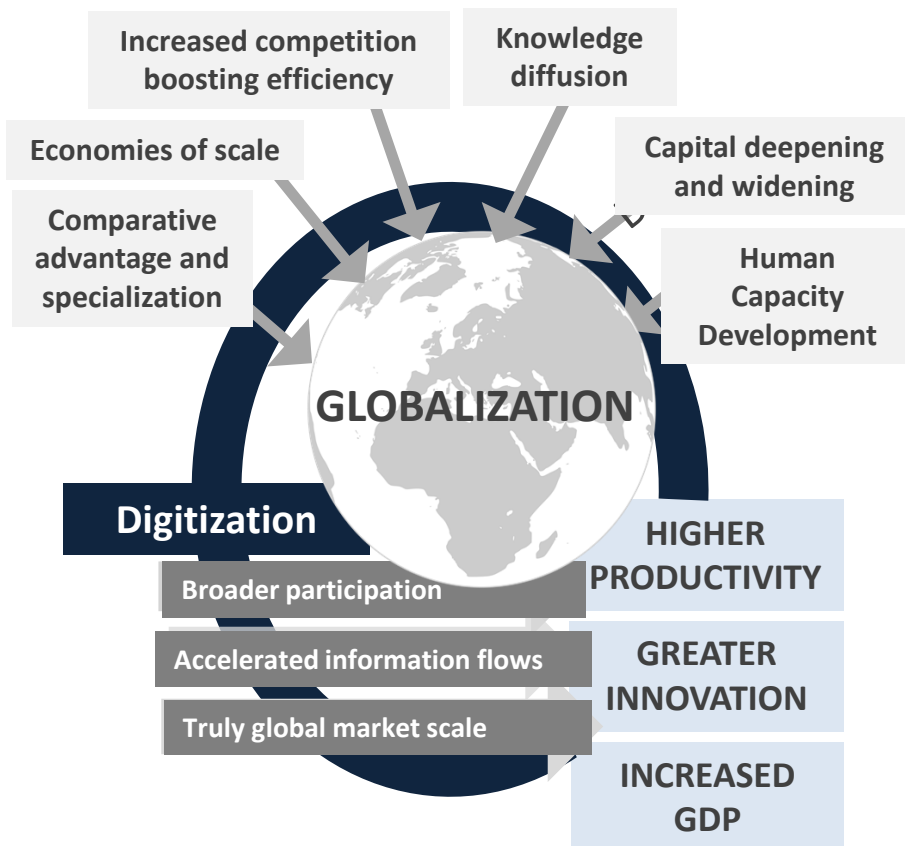 Increased competition
boosting efficiency
Knowledge
diffusion
Economies of scale
Capital deepening
and widening
Comparative
advantage and
specialization
Human
Capacity
Development
GLOBALIZATION
Digitization
HIGHER
PRODUCTIVITY
Broader participation
Accelerated information flows
GREATER
INNOVATION
Truly global market scale
INCREASED
GDP